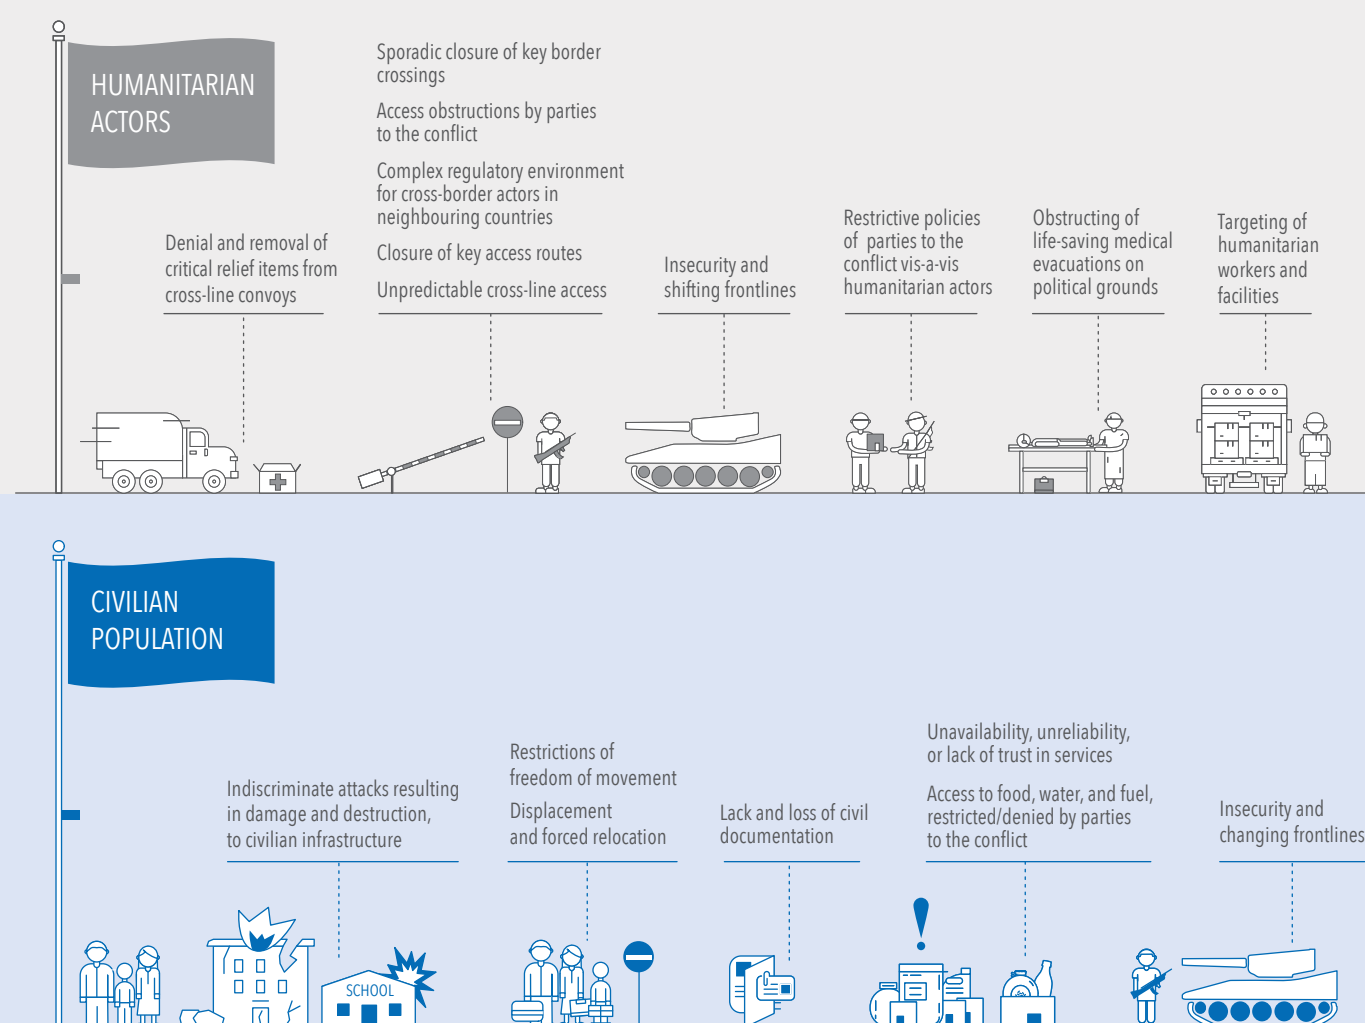 HUMANITARIAN
ACTORS
Sporadic closure of key border
crossings
Access obstructions by parties
to the conflict
Complex regulatory environment
for cross-border actors in
neighbouring countries
Closure of key access routes
Unpredictable cross-line access
Denial and removal of
critical relief items from
cross-line convoys
Insecurity and
shifting frontlines
Restrictive policies
of parties to the
conflict vis-a-vis
humanitarian actors
Obstructing of
life-saving medical
evacuations on
political grounds
Targeting of
humanitarian
workers and
facilities
CIVILIAN
POPULATION
Indiscriminate attacks resulting
in damage and destruction,
to civilian infrastructure
Restrictions of
freedom of movement
Displacement
and forced relocation
Lack and loss of civil
documentation
Unavailability, unreliability,
or lack of trust in services
Access to food, water, and fuel,
restricted/denied by parties
to the conflict
Insecurity and
changing frontlines
SCHOOL